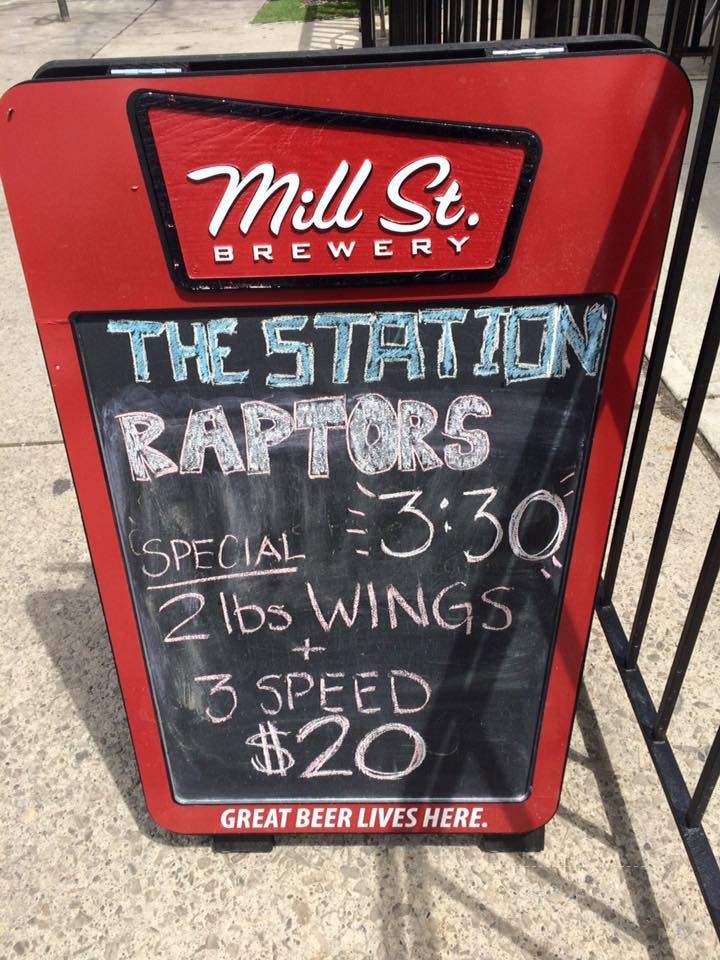 Mill St.
BREWERY
THE STATION
RAPTORS
3:30
SPECIAL
2 lbs WINGS
+
3 SPEED
$20
GREAT BEER LIVES HERE.